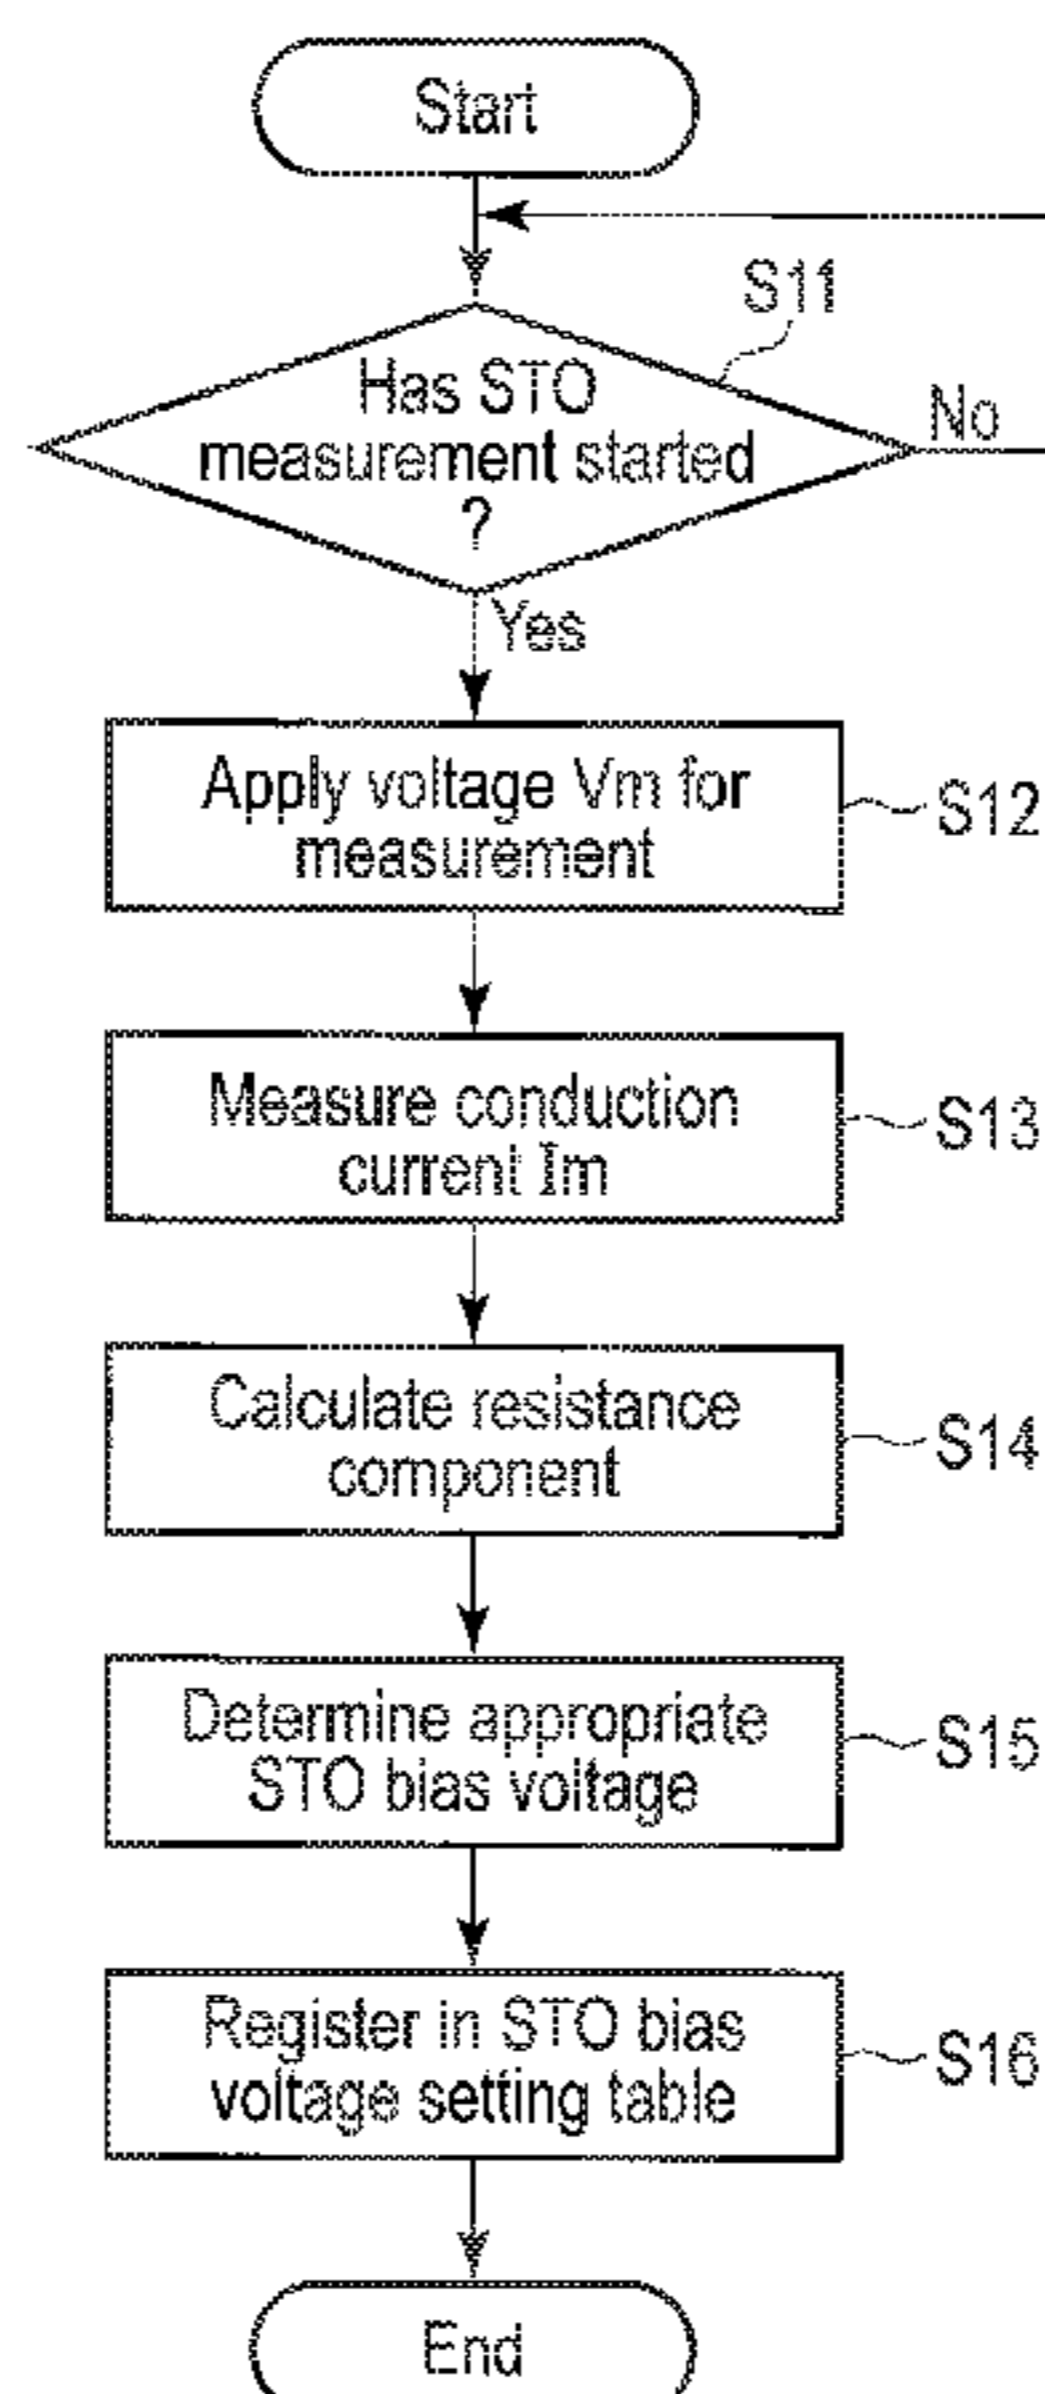 Start
S11
Has STO
measurement started
?
No
Yes
Apply voltage Vm for
measurement
S12
Measure conduction
current Im
S13
Calculate resistance
component
S14
Determine appropriate
STO bias voltage
S15
Register in STO bias
voltage setting table
S16
End